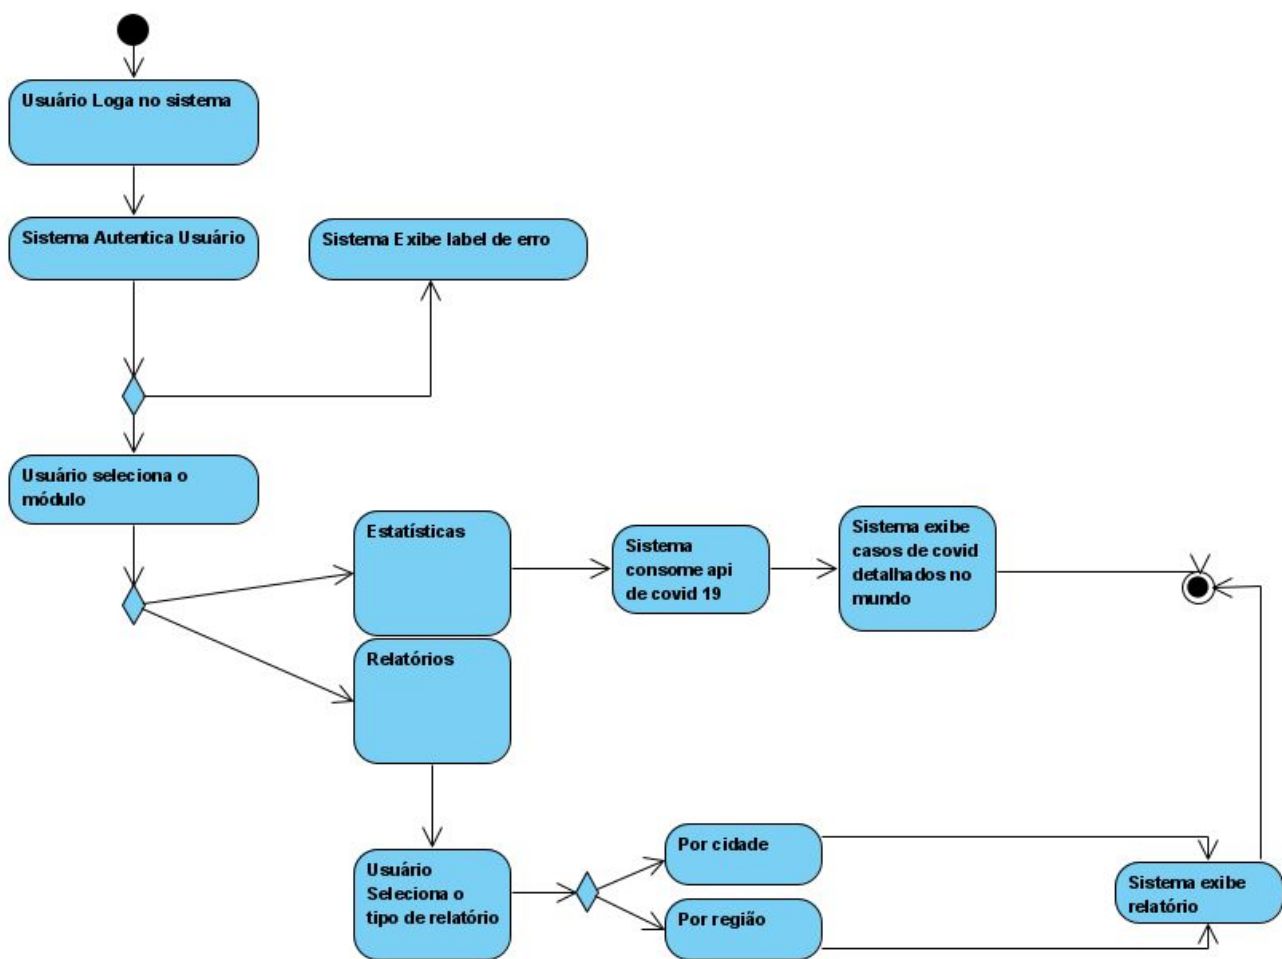 Usuário Loga no sistema
Sistema Autentica Usuário
Sistema Exibe label de erro
Usuário seleciona o
módulo
Estatísticas
Sistema
consome api
de covid 19
Sistema exibe
casos de covid
detalhados no
mundo
Relatórios
Usuário
Seleciona o
tipo de relatório
Por cidade
Por região
Sistema exibe
relatório